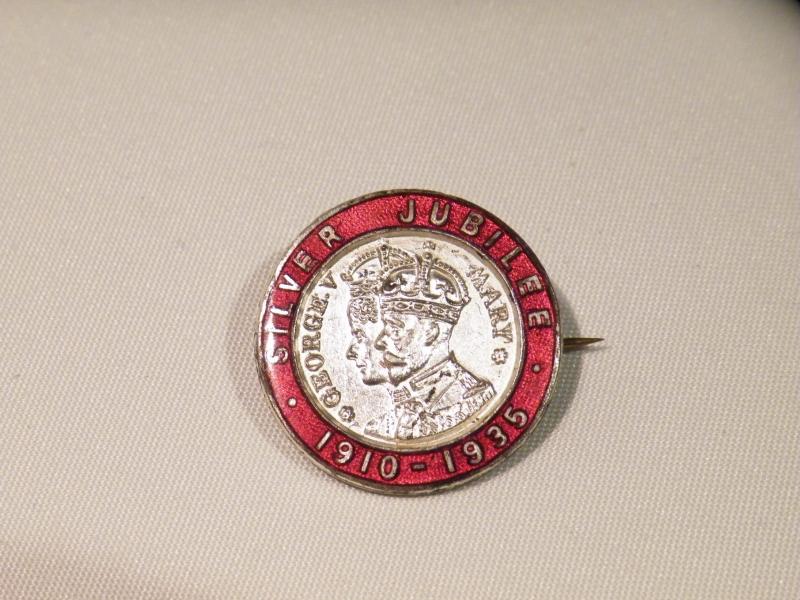 SILVER JUBILEE
· 1910-1935 ·
GEORGE.V MARY